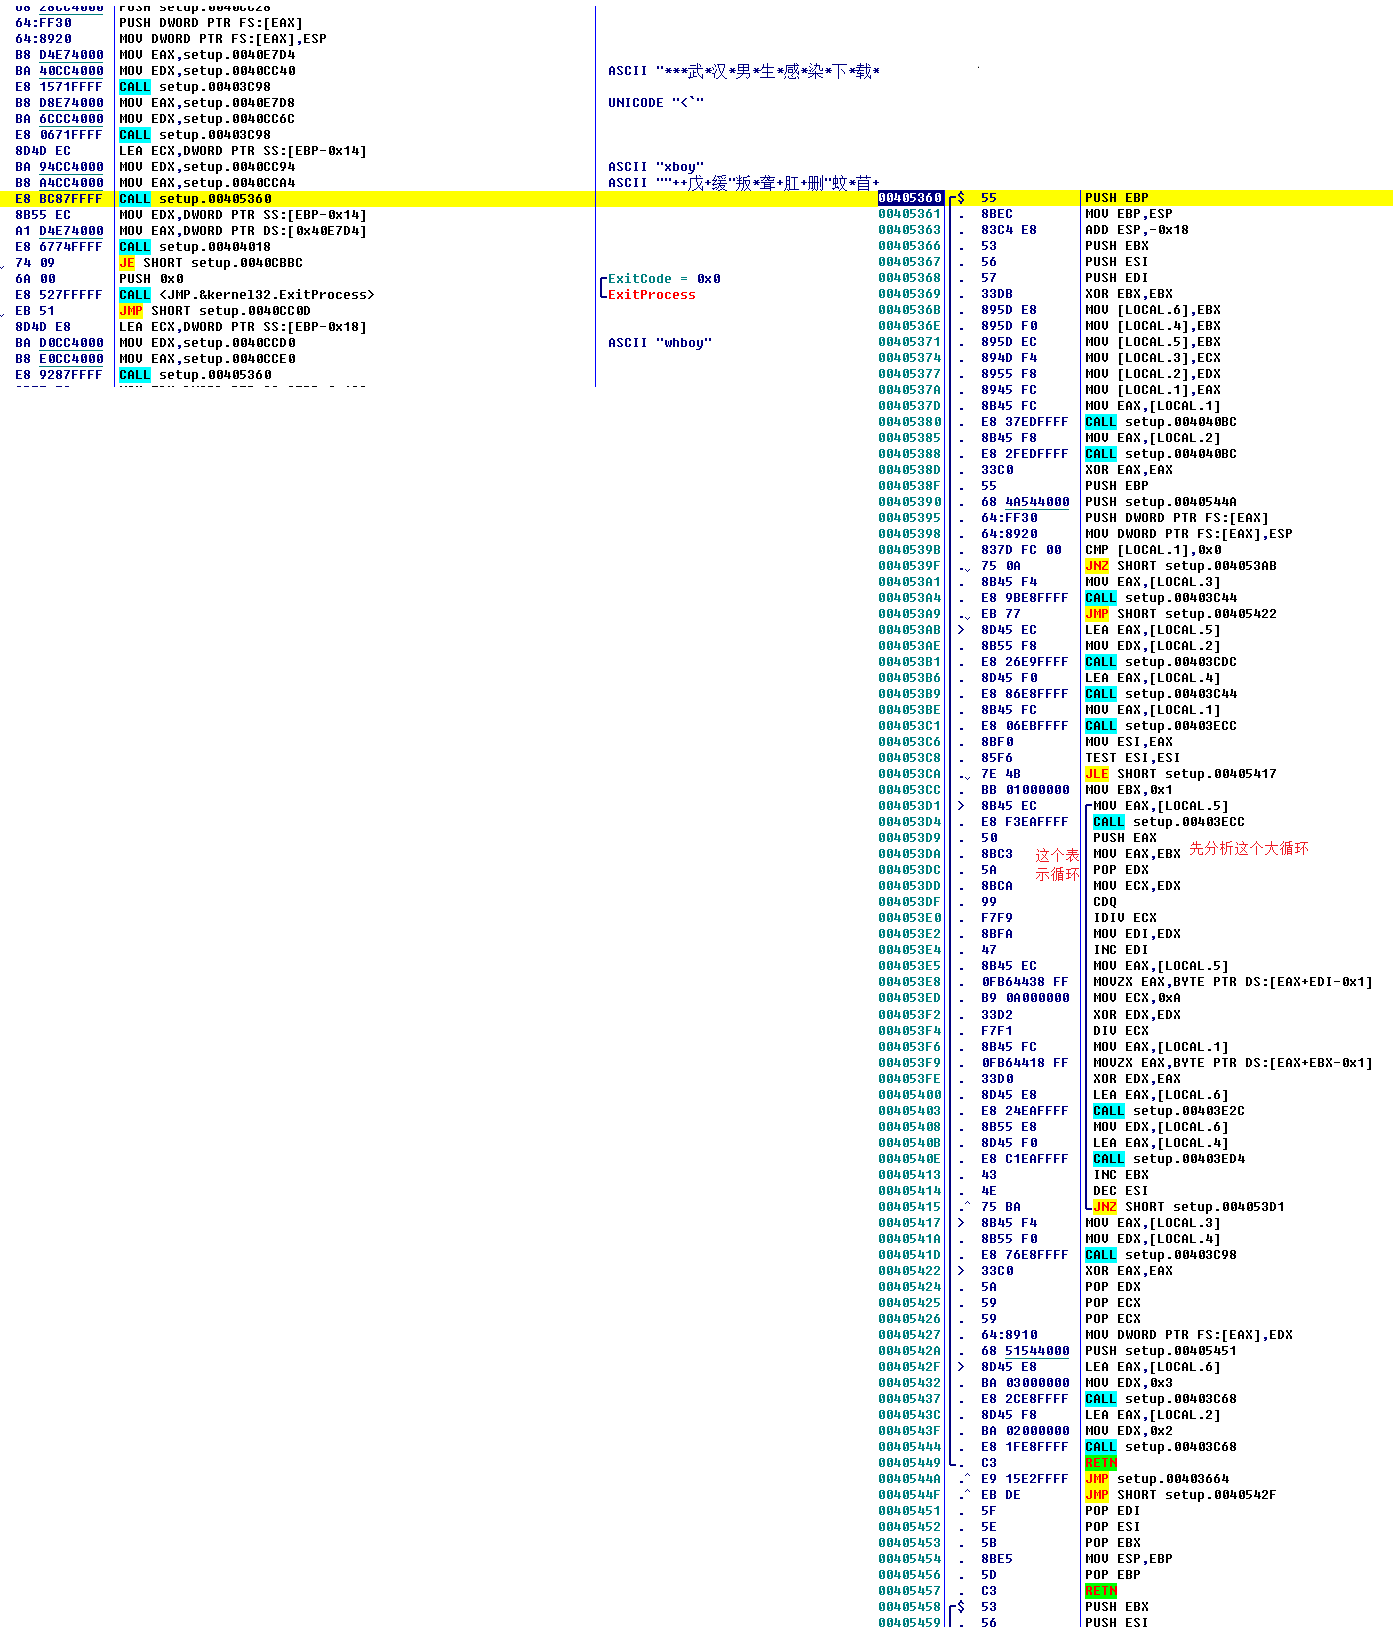 68 28CC4000 PUSH setup.0040CC28
64:FF30 PUSH DWORD PTR FS:[EAX]
64:8920 MOV DWORD PTR FS:[EAX],ESP
B8 D4E74000 MOV EAX,setup.0040E7D4
BA 40CC4000 MOV EDX,setup.0040CC40 ASCII "***武*汉*男*生*感*染*下*载*
E8 1571FFFF CALL setup.00403C98
B8 D8E74000 MOV EAX,setup.0040E7D8 UNICODE "<`"
BA 6CCC4000 MOV EDX,setup.0040CC6C
E8 0671FFFF CALL setup.00403C98
8D4D EC LEA ECX,DWORD PTR SS:[EBP-0x14]
BA 94CC4000 MOV EDX,setup.0040CC94 ASCII "xboy"
B8 A4CC4000 MOV EAX,setup.0040CCA4 ASCII ""++戊+缓"叛*聋+肛+删"蚊*苜+
E8 BC87FFFF CALL setup.00405360
8B55 EC MOV EDX,DWORD PTR SS:[EBP-0x14]
A1 D4E74000 MOV EAX,DWORD PTR DS:[0x40E7D4]
E8 6774FFFF CALL setup.00404018
74 09 JE SHORT setup.0040CBBC
6A 00 PUSH 0x0 ExitCode = 0x0
E8 527FFFFF CALL <JMP.&kernel32.ExitProcess> ExitProcess
EB 51 JMP SHORT setup.0040CC0D
8D4D E8 LEA ECX,DWORD PTR SS:[EBP-0x18]
BA D0CC4000 MOV EDX,setup.0040CCD0 ASCII "whboy"
B8 E0CC4000 MOV EAX,setup.0040CCE0
E8 9287FFFF CALL setup.00405360
00405360 $ 55 PUSH EBP
00405361 . 8BEC MOV EBP,ESP
00405363 . 83C4 E8 ADD ESP,-0x18
00405366 . 53 PUSH EBX
00405367 . 56 PUSH ESI
00405368 . 57 PUSH EDI
00405369 . 33DB XOR EBX,EBX
0040536B . 895D E8 MOV [LOCAL.6],EBX
0040536E . 895D F0 MOV [LOCAL.4],EBX
00405371 . 895D EC MOV [LOCAL.5],EBX
00405374 . 894D F4 MOV [LOCAL.3],ECX
00405377 . 8955 F8 MOV [LOCAL.2],EDX
0040537A . 8945 FC MOV [LOCAL.1],EAX
0040537D . 8B45 FC MOV EAX,[LOCAL.1]
00405380 . E8 37EDFFFF CALL setup.004040BC
00405385 . 8B45 F8 MOV EAX,[LOCAL.2]
00405388 . E8 2FEDFFFF CALL setup.004040BC
0040538D . 33C0 XOR EAX,EAX
0040538F . 55 PUSH EBP
00405390 . 68 4A544000 PUSH setup.0040544A
00405395 . 64:FF30 PUSH DWORD PTR FS:[EAX]
00405398 . 64:8920 MOV DWORD PTR FS:[EAX],ESP
0040539B . 837D FC 00 CMP [LOCAL.1],0x0
0040539F . 75 0A JNZ SHORT setup.004053AB
004053A1 . 8B45 F4 MOV EAX,[LOCAL.3]
004053A4 . E8 9BE8FFFF CALL setup.00403C44
004053A9 . EB 77 JMP SHORT setup.00405422
004053AB > 8D45 EC LEA EAX,[LOCAL.5]
004053AE . 8B55 F8 MOV EDX,[LOCAL.2]
004053B1 . E8 26E9FFFF CALL setup.00403CDC
004053B6 . 8D45 F0 LEA EAX,[LOCAL.4]
004053B9 . E8 86E8FFFF CALL setup.00403C44
004053BE . 8B45 FC MOV EAX,[LOCAL.1]
004053C1 . E8 06EBFFFF CALL setup.00403ECC
004053C6 . 8BF0 MOV ESI,EAX
004053C8 . 85F6 TEST ESI,ESI
004053CA . 7E 4B JLE SHORT setup.00405417
004053CC . BB 01000000 MOV EBX,0x1
004053D1 > 8B45 EC MOV EAX,[LOCAL.5]
004053D4 . E8 F3EAFFFF CALL setup.00403ECC
004053D9 . 50 PUSH EAX
004053DA . 8BC3 这个表 MOV EAX,EBX 先分析这个大循环
004053DC . 5A 示循环 POP EDX
004053DD . 8BCA MOV ECX,EDX
004053DF . 99 CDQ
004053E0 . F7F9 IDIV ECX
004053E2 . 8BFA MOV EDI,EDX
004053E4 . 47 INC EDI
004053E5 . 8B45 EC MOV EAX,[LOCAL.5]
004053E8 . 0FB64438 FF MOVZX EAX,BYTE PTR DS:[EAX+EDI-0x1]
004053ED . B9 0A000000 MOV ECX,0xA
004053F2 . 33D2 XOR EDX,EDX
004053F4 . F7F1 DIV ECX
004053F6 . 8B45 FC MOV EAX,[LOCAL.1]
004053F9 . 0FB64418 FF MOVZX EAX,BYTE PTR DS:[EAX+EBX-0x1]
004053FE . 33D0 XOR EDX,EAX
00405400 . 8D45 E8 LEA EAX,[LOCAL.6]
00405403 . E8 24EAFFFF CALL setup.00403E2C
00405408 . 8B55 E8 MOV EDX,[LOCAL.6]
0040540B . 8D45 F0 LEA EAX,[LOCAL.4]
0040540E . E8 C1EAFFFF CALL setup.00403ED4
00405413 . 43 INC EBX
00405414 . 4E DEC ESI
00405415 .^ 75 BA JNZ SHORT setup.004053D1
00405417 > 8B45 F4 MOV EAX,[LOCAL.3]
0040541A . 8B55 F0 MOV EDX,[LOCAL.4]
0040541D . E8 76E8FFFF CALL setup.00403C98
00405422 > 33C0 XOR EAX,EAX
00405424 . 5A POP EDX
00405425 . 59 POP ECX
00405426 . 59 POP ECX
00405427 . 64:8910 MOV DWORD PTR FS:[EAX],EDX
0040542A . 68 51544000 PUSH setup.00405451
0040542F > 8D45 E8 LEA EAX,[LOCAL.6]
00405432 . BA 03000000 MOV EDX,0x3
00405437 . E8 2CE8FFFF CALL setup.00403C68
0040543C . 8D45 F8 LEA EAX,[LOCAL.2]
0040543F . BA 02000000 MOV EDX,0x2
00405444 . E8 1FE8FFFF CALL setup.00403C68
00405449 . C3 RETN
0040544A .^ E9 15E2FFFF JMP setup.00403664
0040544F .^ EB DE JMP SHORT setup.0040542F
00405451 . 5F POP EDI
00405452 . 5E POP ESI
00405453 . 5B POP EBX
00405454 . 8BE5 MOV ESP,EBP
00405456 . 5D POP EBP
00405457 . C3 RETN
00405458 $ 53 PUSH EBX
00405459 . 56 PUSH ESI